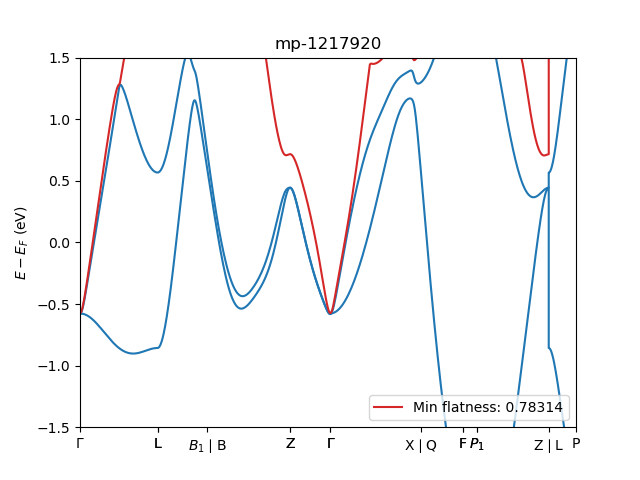 mp-1217920
E − E_F (eV)
1.5
1.0
0.5
0.0
−0.5
−1.0
−1.5
Min flatness: 0.78314
Γ L B₁ | B Z Γ X | Q F P₁ Z | L P